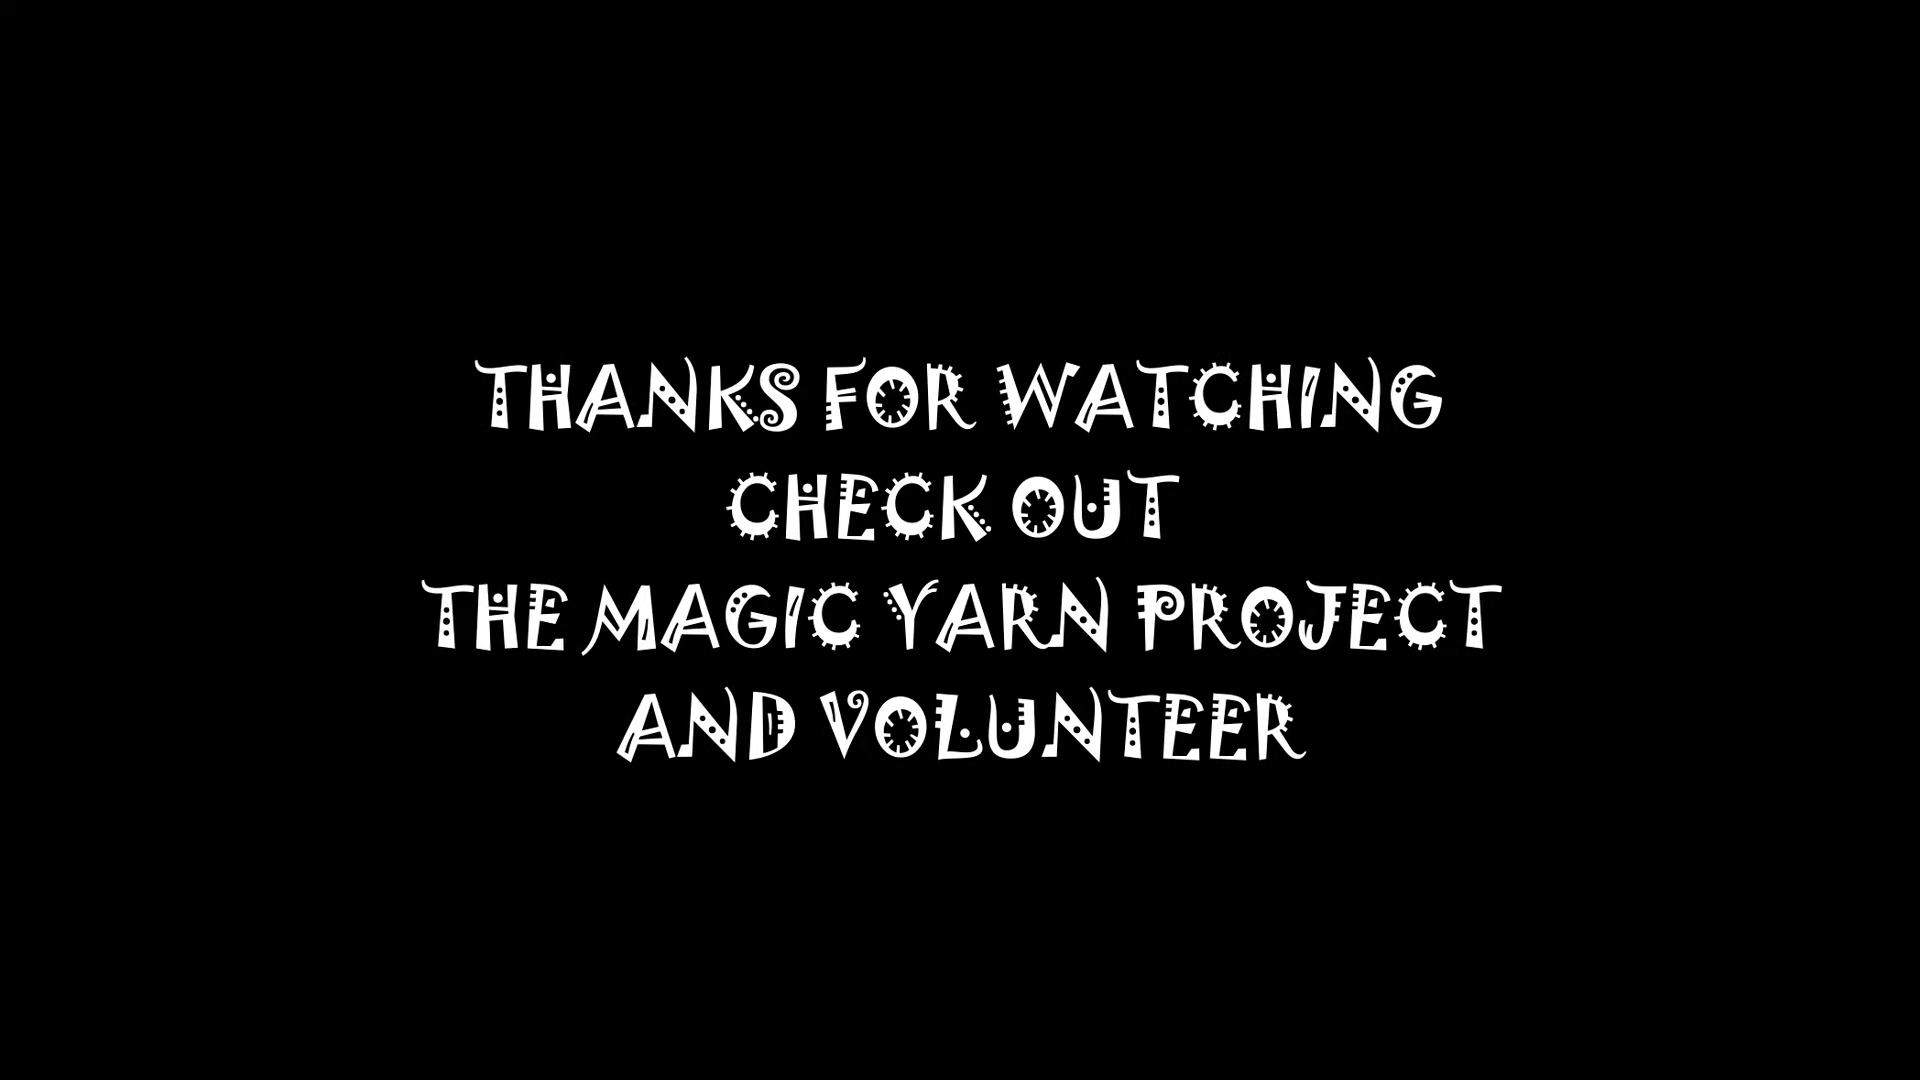 THANKS FOR WATCHING
CHECK OUT
THE MAGIC YARN PROJECT
AND VOLUNTEER